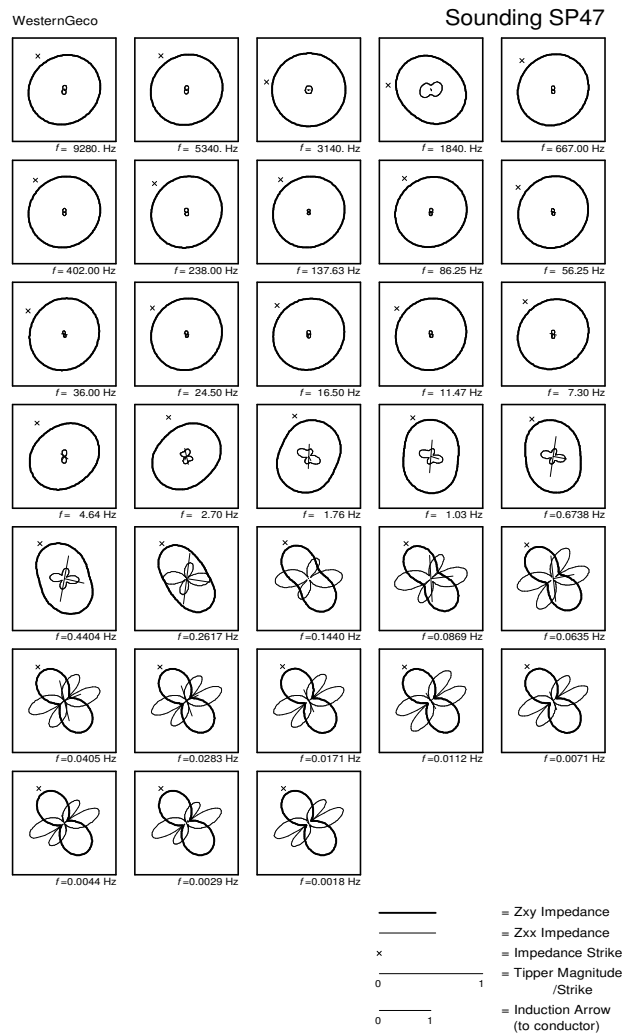 WesternGeco Sounding SP47
f = 9280. Hz f = 5340. Hz f = 3140. Hz f = 1840. Hz f = 667.00 Hz
f = 402.00 Hz f = 238.00 Hz f = 137.63 Hz f = 86.25 Hz f = 56.25 Hz
f = 36.00 Hz f = 24.50 Hz f = 16.50 Hz f = 11.47 Hz f = 7.30 Hz
f = 4.64 Hz f = 2.70 Hz f = 1.76 Hz f = 1.03 Hz f =0.6738 Hz
f =0.4404 Hz f =0.2617 Hz f =0.1440 Hz f =0.0869 Hz f =0.0635 Hz
f =0.0405 Hz f =0.0283 Hz f =0.0171 Hz f =0.0112 Hz f =0.0071 Hz
f =0.0044 Hz f =0.0029 Hz f =0.0018 Hz
= Zxy Impedance
= Zxx Impedance
× = Impedance Strike
= Tipper Magnitude
0 1 /Strike
= Induction Arrow
0 1 (to conductor)